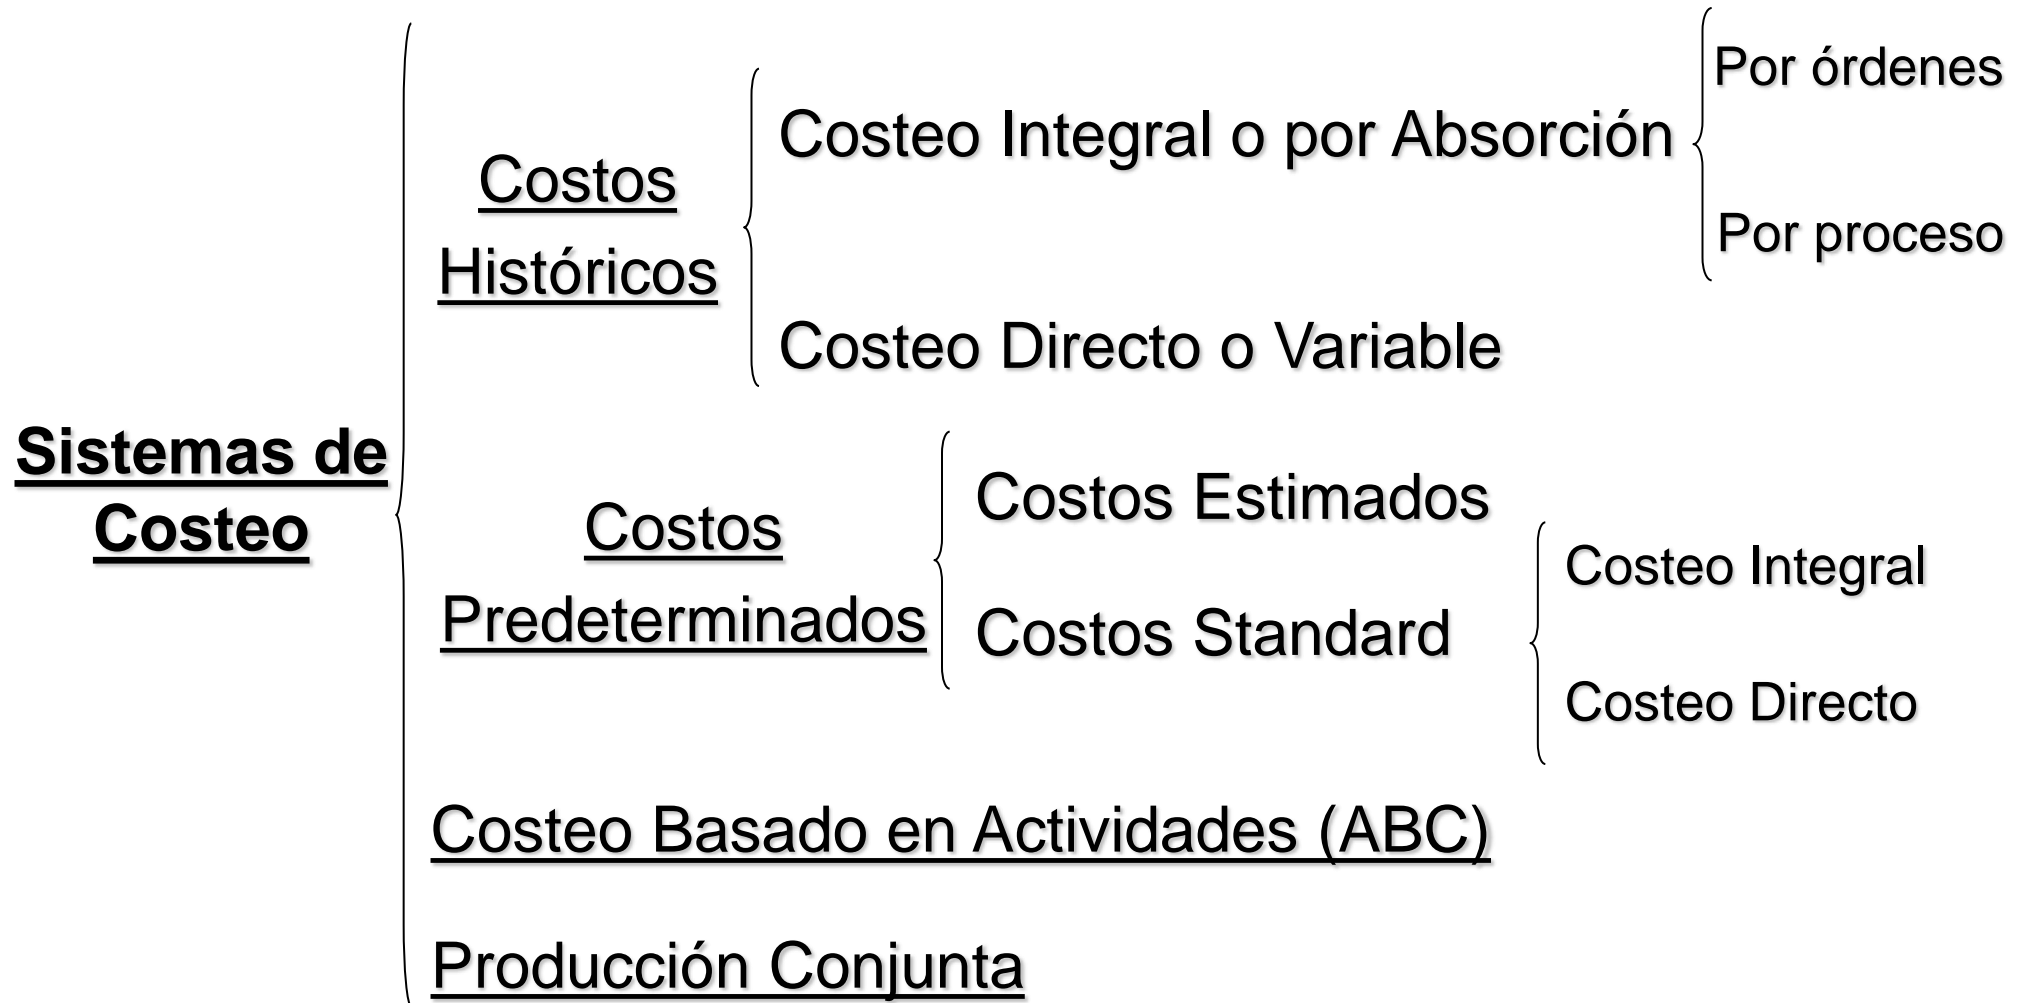 Sistemas de
Costeo
Costos
Históricos
Costeo Integral o por Absorción
Por órdenes
Por proceso
Costeo Directo o Variable
Costos
Predeterminados
Costos Estimados
Costos Standard
Costeo Integral
Costeo Directo
Costeo Basado en Actividades (ABC)
Producción Conjunta